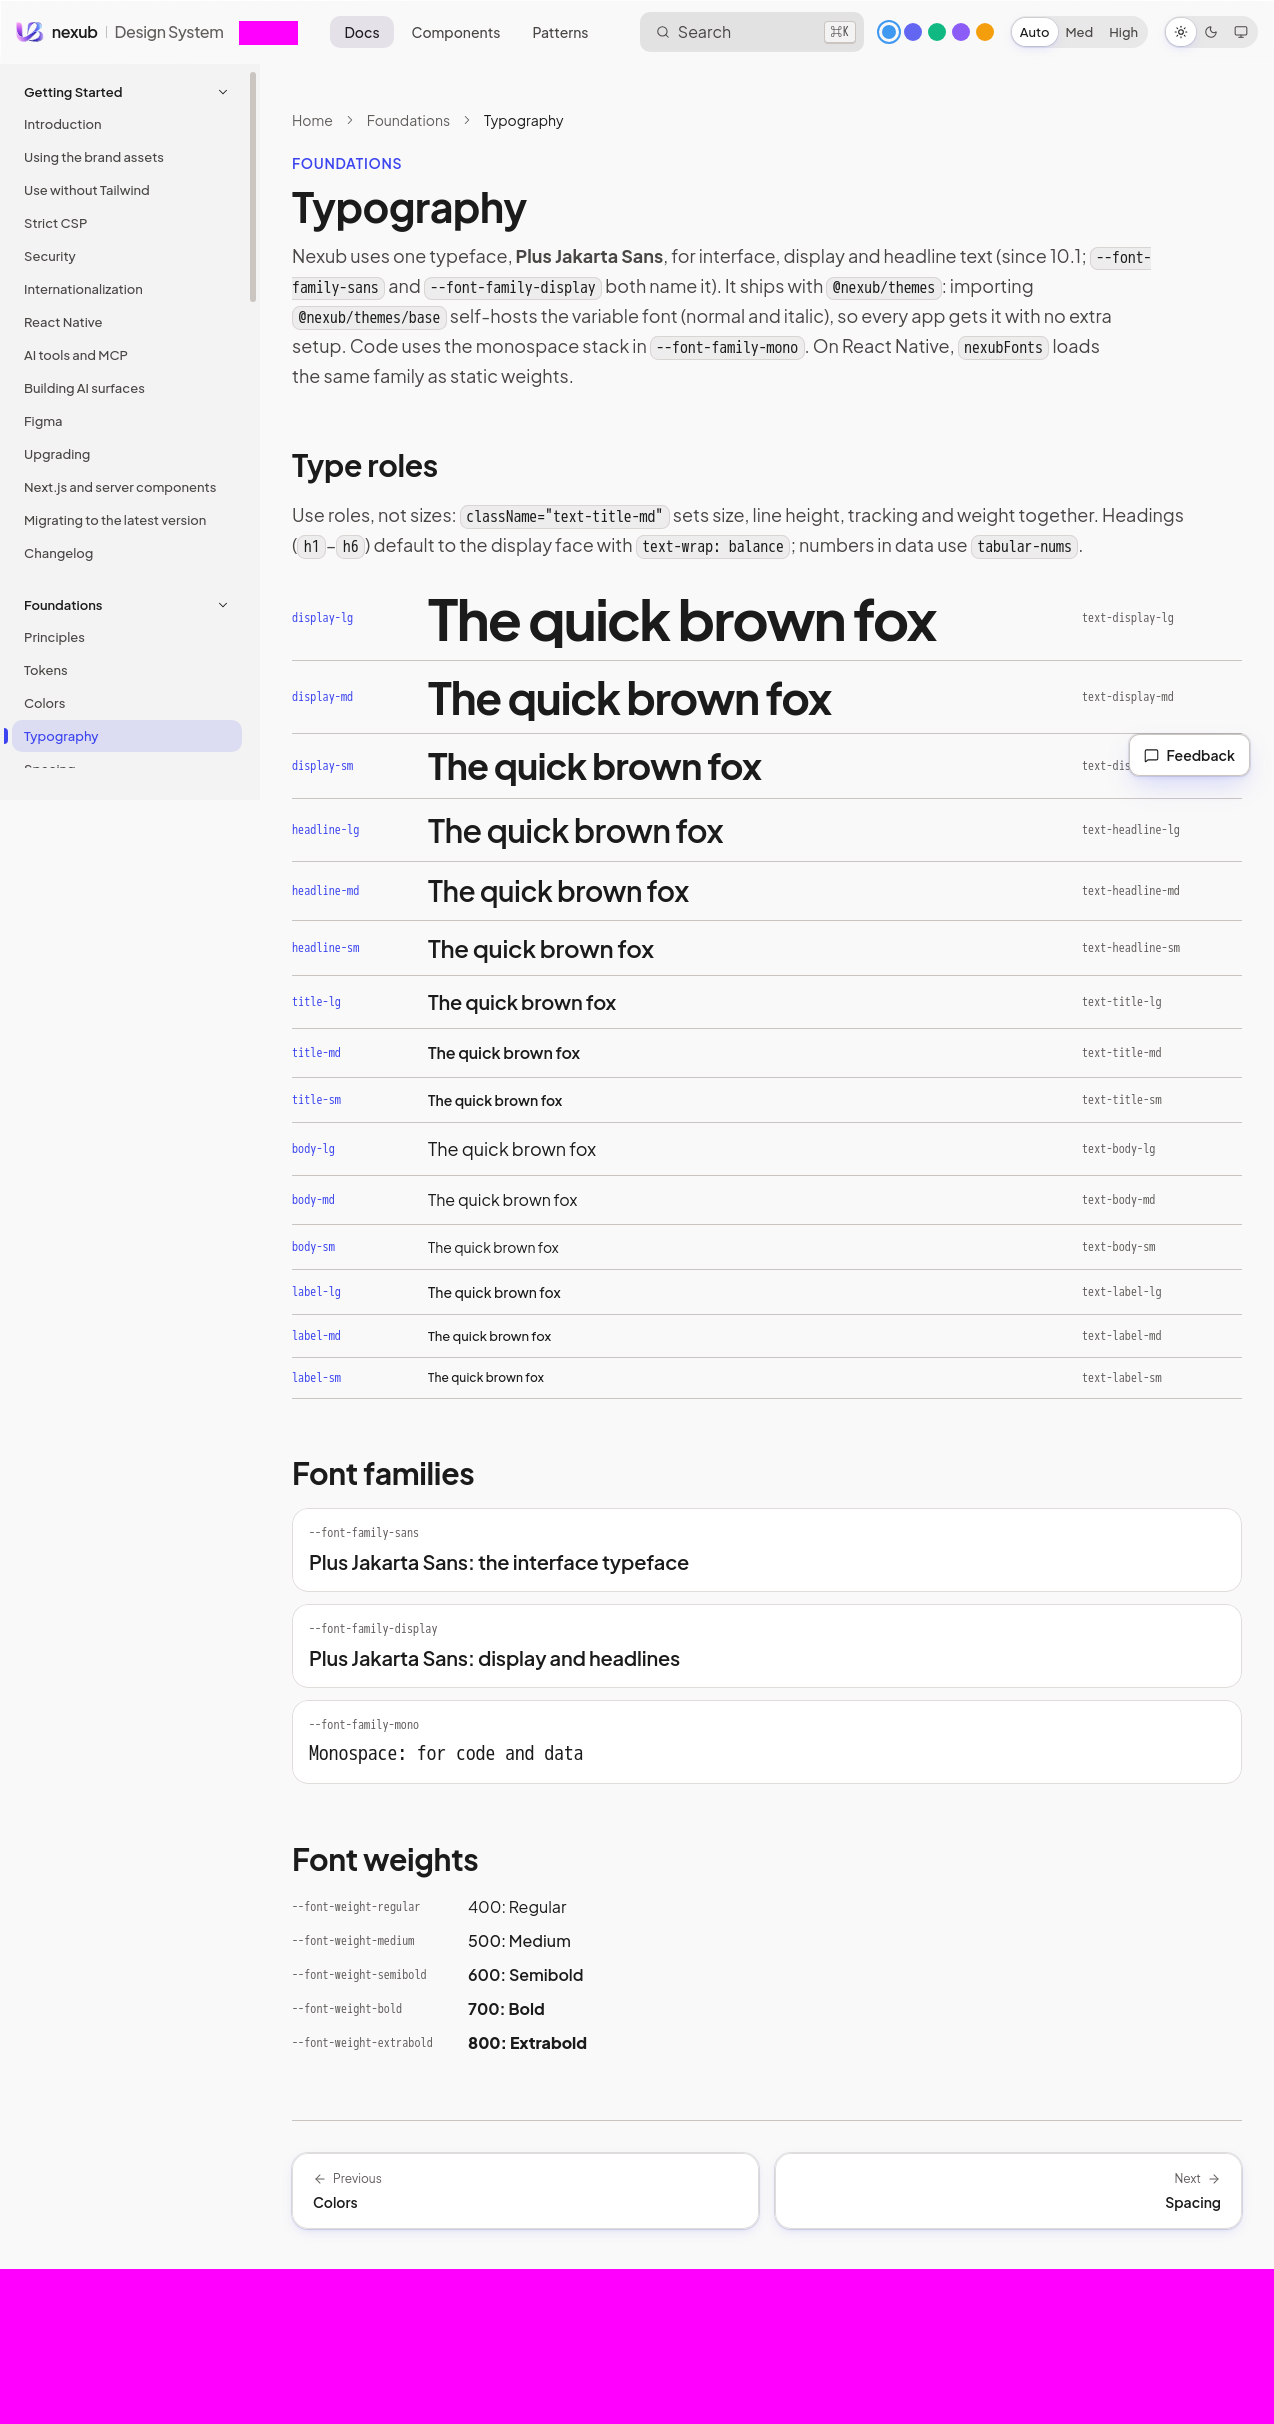 nexub | Design System
Docs
Components
Patterns
Search
⌘K
Auto
Med
High
Getting Started
Introduction
Using the brand assets
Use without Tailwind
Strict CSP
Security
Internationalization
React Native
AI tools and MCP
Building AI surfaces
Figma
Upgrading
Next.js and server components
Migrating to the latest version
Changelog
Foundations
Principles
Tokens
Colors
Typography
Home > Foundations > Typography
FOUNDATIONS
Typography
Nexub uses one typeface, Plus Jakarta Sans, for interface, display and headline text (since 10.1; --font-
family-sans and --font-family-display both name it). It ships with @nexub/themes: importing
@nexub/themes/base self-hosts the variable font (normal and italic), so every app gets it with no extra
setup. Code uses the monospace stack in --font-family-mono. On React Native, nexubFonts loads
the same family as static weights.
Type roles
Use roles, not sizes: className="text-title-md" sets size, line height, tracking and weight together. Headings
(h1–h6) default to the display face with text-wrap: balance; numbers in data use tabular-nums.
display-lg The quick brown fox text-display-lg
display-md The quick brown fox text-display-md
display-sm The quick brown fox text-dis
Feedback
headline-lg The quick brown fox text-headline-lg
headline-md The quick brown fox text-headline-md
headline-sm The quick brown fox text-headline-sm
title-lg The quick brown fox text-title-lg
title-md The quick brown fox text-title-md
title-sm The quick brown fox text-title-sm
body-lg The quick brown fox text-body-lg
body-md The quick brown fox text-body-md
body-sm The quick brown fox text-body-sm
label-lg The quick brown fox text-label-lg
label-md The quick brown fox text-label-md
label-sm The quick brown fox text-label-sm
Font families
--font-family-sans
Plus Jakarta Sans: the interface typeface
--font-family-display
Plus Jakarta Sans: display and headlines
--font-family-mono
Monospace: for code and data
Font weights
--font-weight-regular 400: Regular
--font-weight-medium 500: Medium
--font-weight-semibold 600: Semibold
--font-weight-bold 700: Bold
--font-weight-extrabold 800: Extrabold
← Previous
Colors
Next →
Spacing